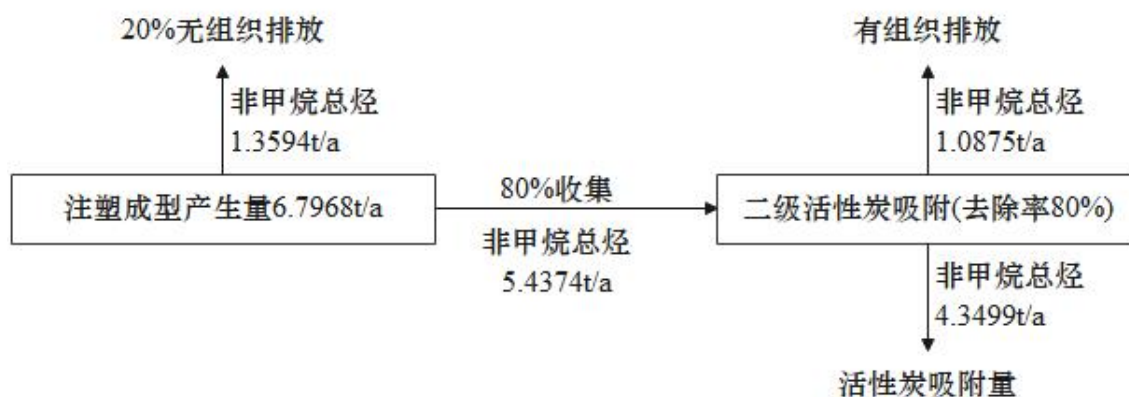 20%无组织排放
有组织排放
非甲烷总烃
1.3594t/a
非甲烷总烃
1.0875t/a
注塑成型产生量6.7968t/a
80%收集
二级活性炭吸附(去除率80%)
非甲烷总烃
5.4374t/a
非甲烷总烃
4.3499t/a
活性炭吸附量